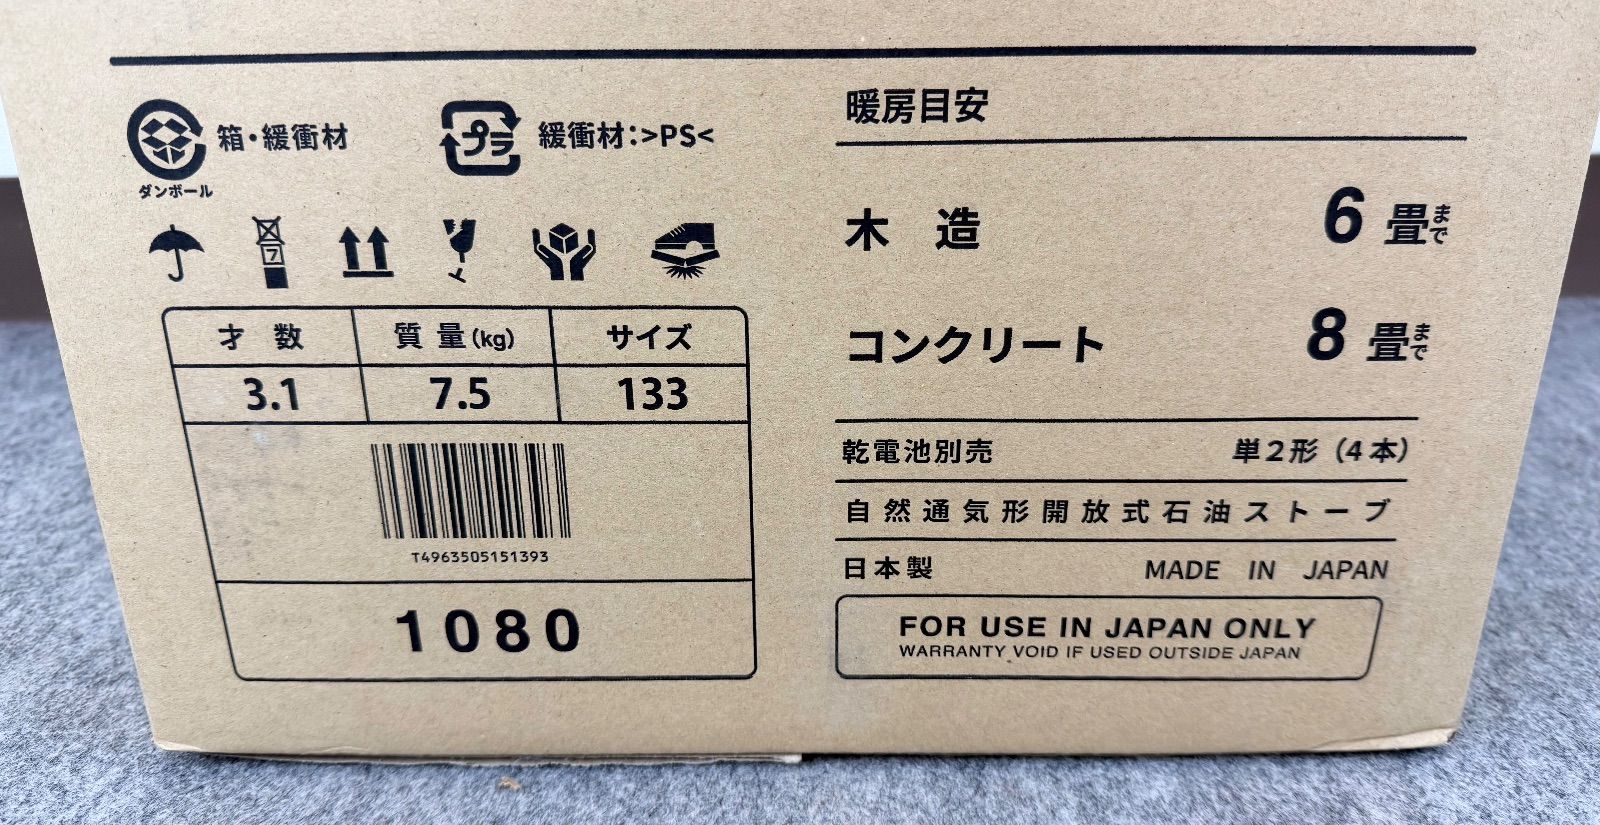 箱・緩衝材
ダンボール
プラ
緩衝材:>PS<
7
才数 質量(kg) サイズ
3.1 7.5 133
T4963505151393
1080
暖房目安
木造 6畳まで
コンクリート 8畳まで
乾電池別売 単2形(4本)
自然通気形開放式石油ストーブ
日本製 MADE IN JAPAN
FOR USE IN JAPAN ONLY
WARRANTY VOID IF USED OUTSIDE JAPAN